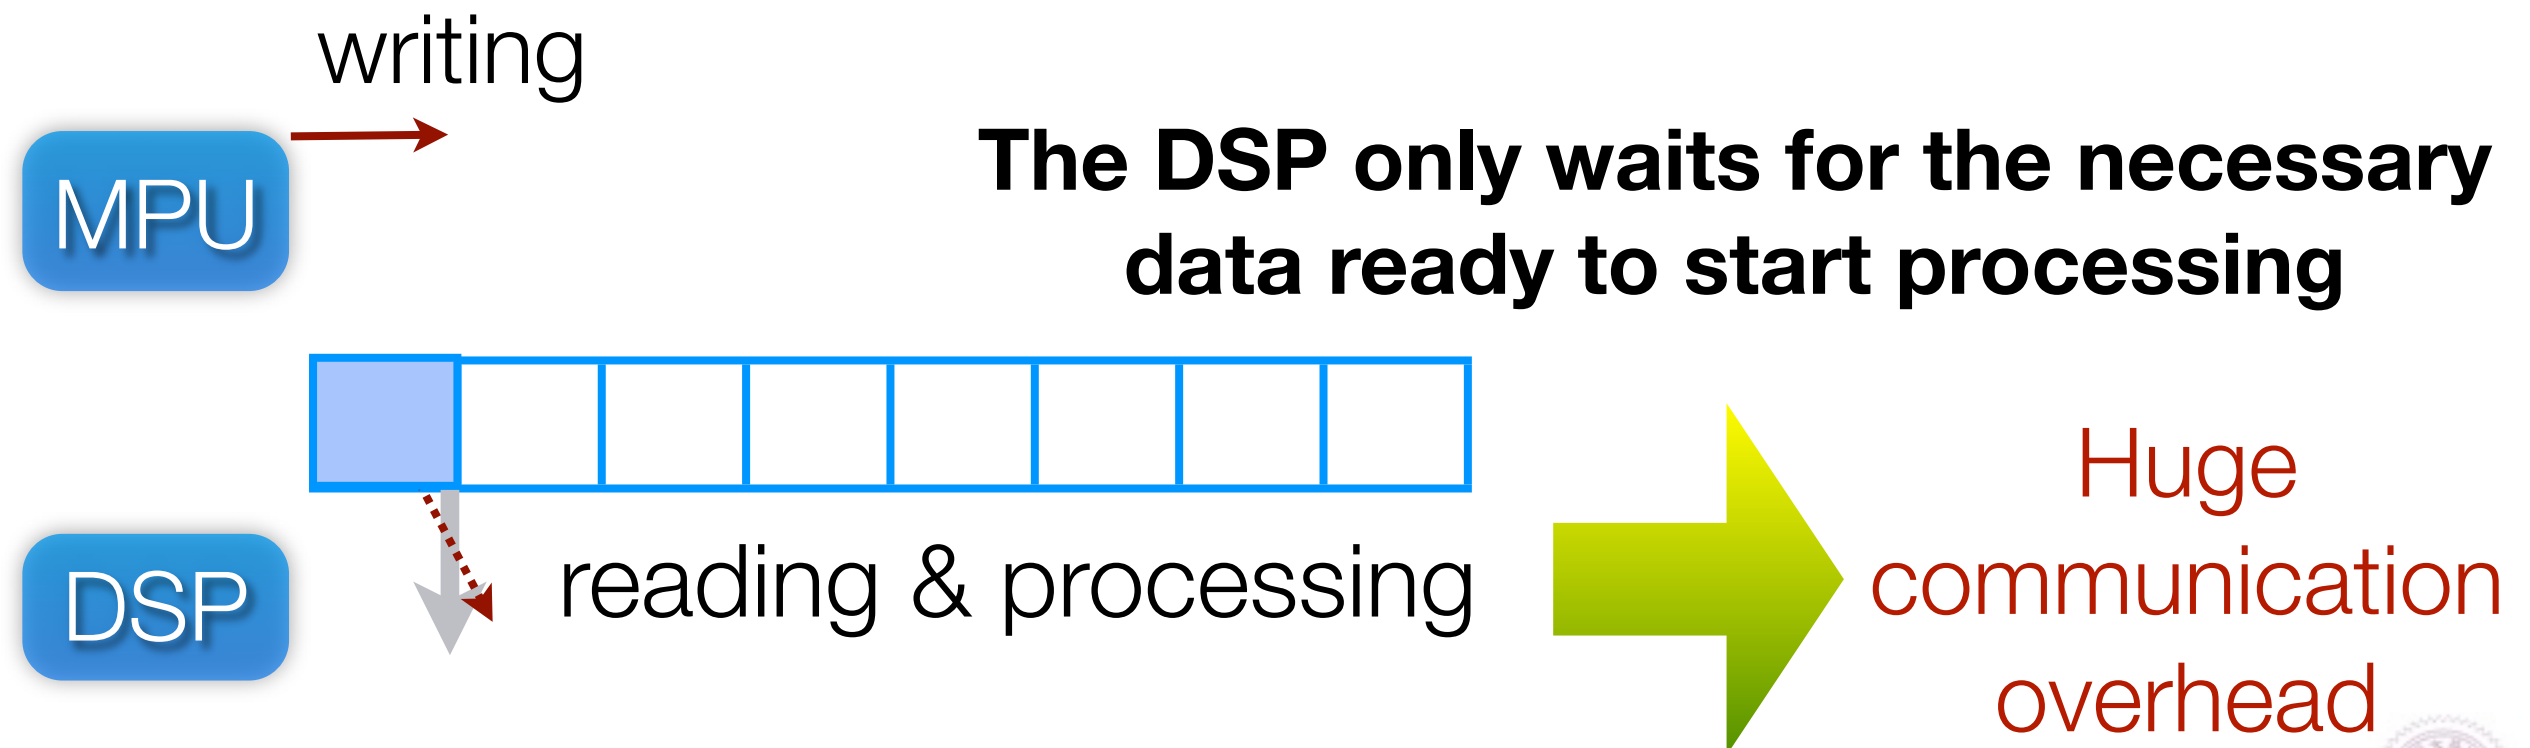 writing
MPU
The DSP only waits for the necessary
data ready to start processing
DSP
reading & processing
Huge
communication
overhead